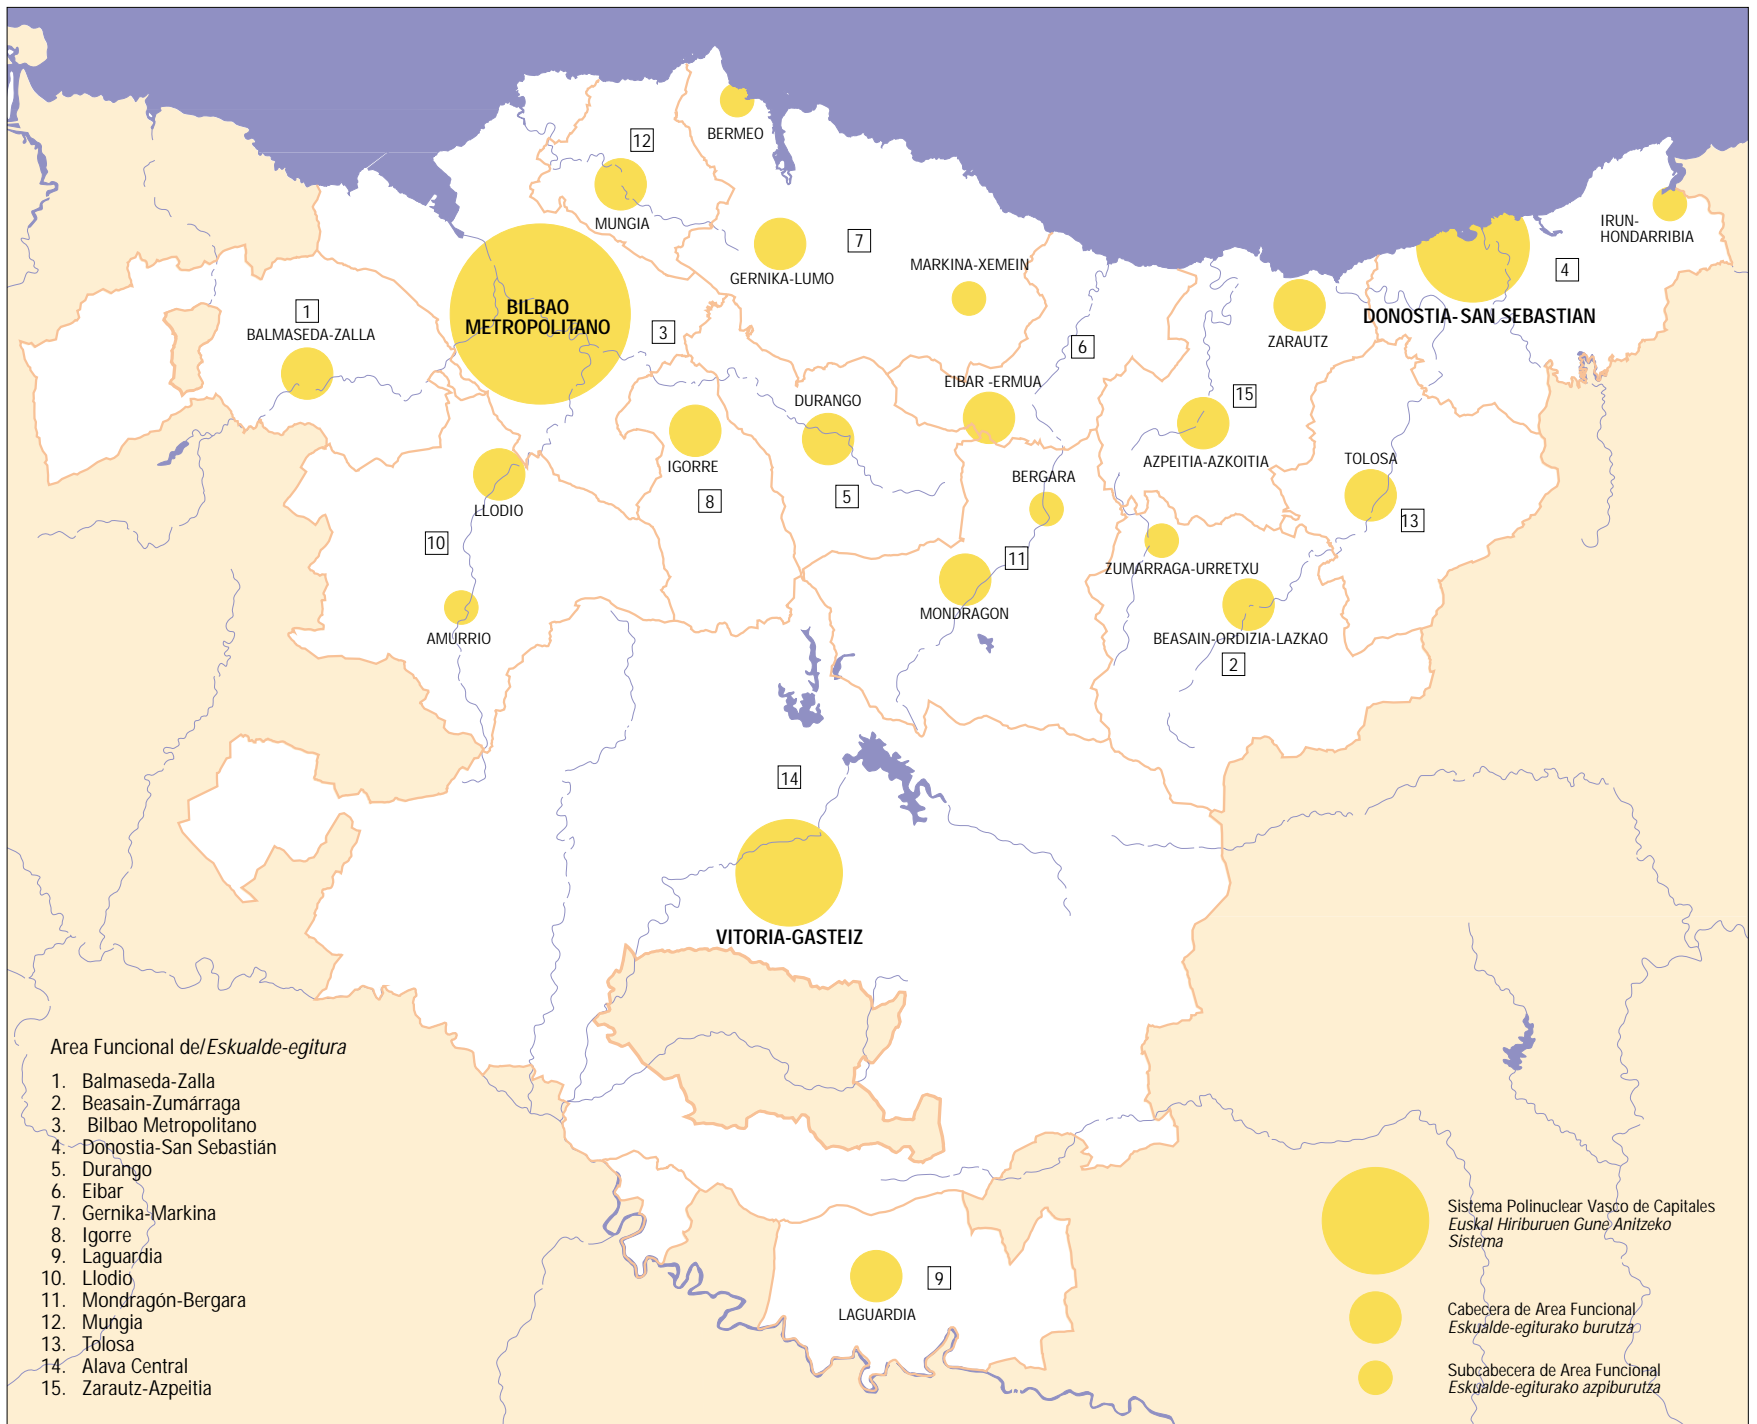 BERMEO
12
MUNGIA
IRUN-
HONDARRIBIA
7
GERNIKA-LUMO
MARKINA-XEMEIN
4
1
BALMASEDA-ZALLA
BILBAO
METROPOLITANO
3
6
ZARAUTZ
DONOSTIA-SAN SEBASTIAN
EIBAR -ERMUA
DURANGO
15
IGORRE
AZPEITIA-AZKOITIA
TOLOSA
BERGARA
8
5
LLODIO
13
10
11
ZUMARRAGA-URRETXU
MONDRAGON
AMURRIO
BEASAIN-ORDIZIA-LAZKAO
2
14
VITORIA-GASTEIZ
Area Funcional de/Eskualde-egitura
1. Balmaseda-Zalla
2. Beasain-Zumárraga
3. Bilbao Metropolitano
4. Donostia-San Sebastián
5. Durango
6. Eibar
7. Gernika-Markina
8. Igorre
9. Laguardia
10. Llodio
11. Mondragón-Bergara
12. Mungia
13. Tolosa
14. Alava Central
15. Zarautz-Azpeitia
9
LAGUARDIA
Sistema Polinuclear Vasco de Capitales
Euskal Hiriburuen Gune Anitzeko
Sistema
Cabecera de Area Funcional
Eskualde-egiturako burutza
Subcabecera de Area Funcional
Eskualde-egiturako azpiburutza